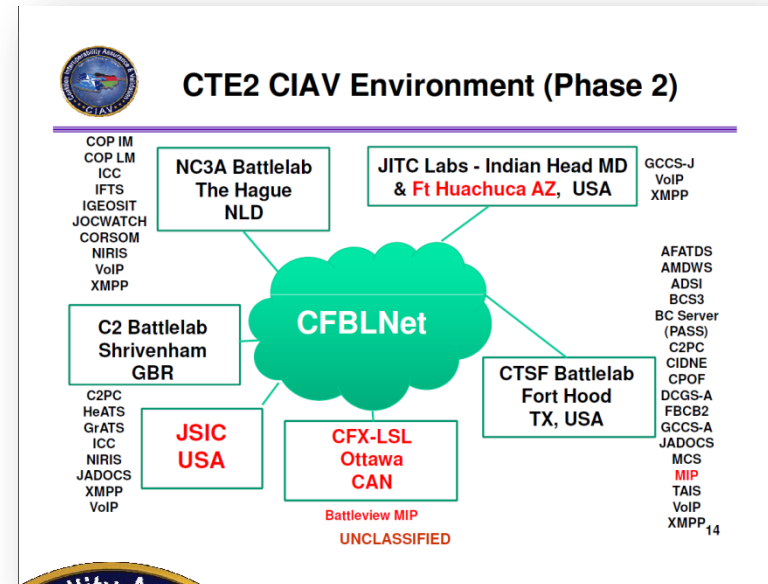 CTE2 CIAV Environment (Phase 2)
COP IM
COP LM
ICC
IFTS
IGEOSIT
JOCWATCH
CORSOM
NIRIS
VoIP
XMPP
NC3A Battlelab
The Hague
NLD
JITC Labs - Indian Head MD
& Ft Huachuca AZ, USA
GCCS-J
VoIP
XMPP
CFBLNet
C2 Battlelab
Shrivenham
GBR
C2PC
HeATS
GrATS
ICC
NIRIS
JADOCS
XMPP
VoIP
JSIC
USA
CFX-LSL
Ottawa
CAN
Battleview MIP
CTSF Battlelab
Fort Hood
TX, USA
AFATDS
AMDWS
ADSI
BCS3
BC Server
(PASS)
C2PC
CIDNE
CPOF
DCGS-A
FBCB2
GCCS-A
JADOCS
MCS
MIP
TAIS
VoIP
XMPP
14
UNCLASSIFIED